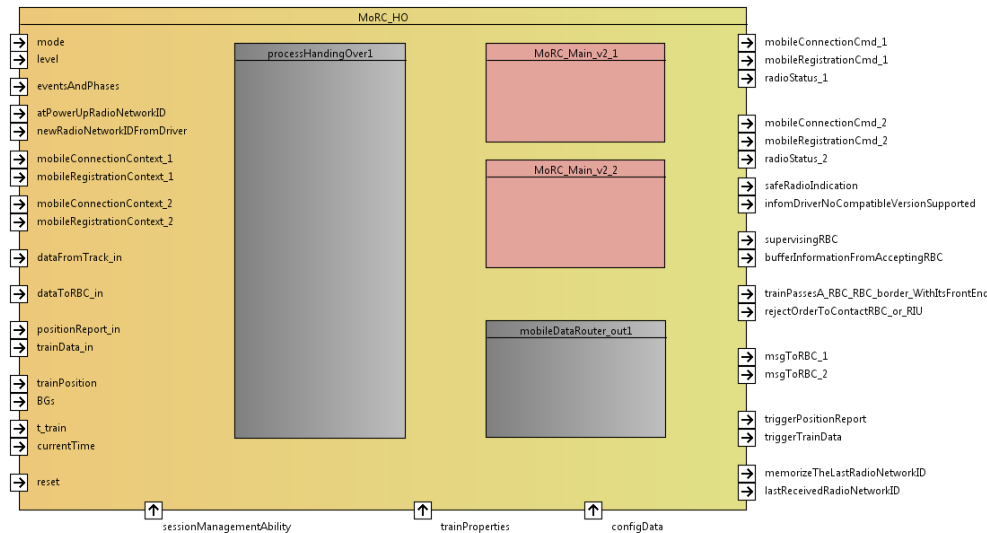 MoRC_HO
processHandingOver1
MoRC_Main_v2_1
MoRC_Main_v2_2
mobileDataRouter_out1
mode
level
eventsAndPhases
atPowerUpRadioNetworkID
newRadioNetworkIDFromDriver
mobileConnectionContext_1
mobileRegistrationContext_1
mobileConnectionContext_2
mobileRegistrationContext_2
dataFromTrack_in
dataToRBC_in
positionReport_in
trainData_in
trainPosition
BGs
t_train
currentTime
reset
mobileConnectionCmd_1
mobileRegistrationCmd_1
radioStatus_1
mobileConnectionCmd_2
mobileRegistrationCmd_2
radioStatus_2
safeRadioIndication
infomDriverNoCompatibleVersionSupported
supervisingRBC
bufferInformationFromAcceptingRBC
trainPassesA_RBC_RBC_border_WithItsFrontEnd
rejectOrderToContactRBC_or_RIU
msgToRBC_1
msgToRBC_2
triggerPositionReport
triggerTrainData
memorizeTheLastRadioNetworkID
lastReceivedRadioNetworkID
sessionManagementAbility
trainProperties
configData